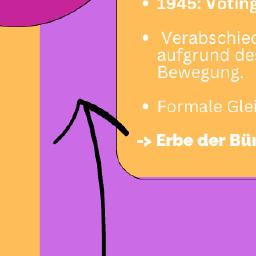 • 1945: Voting
• Verabschied
aufgrund des
Bewegung.
• Formale Glei
-> Erbe der Bür